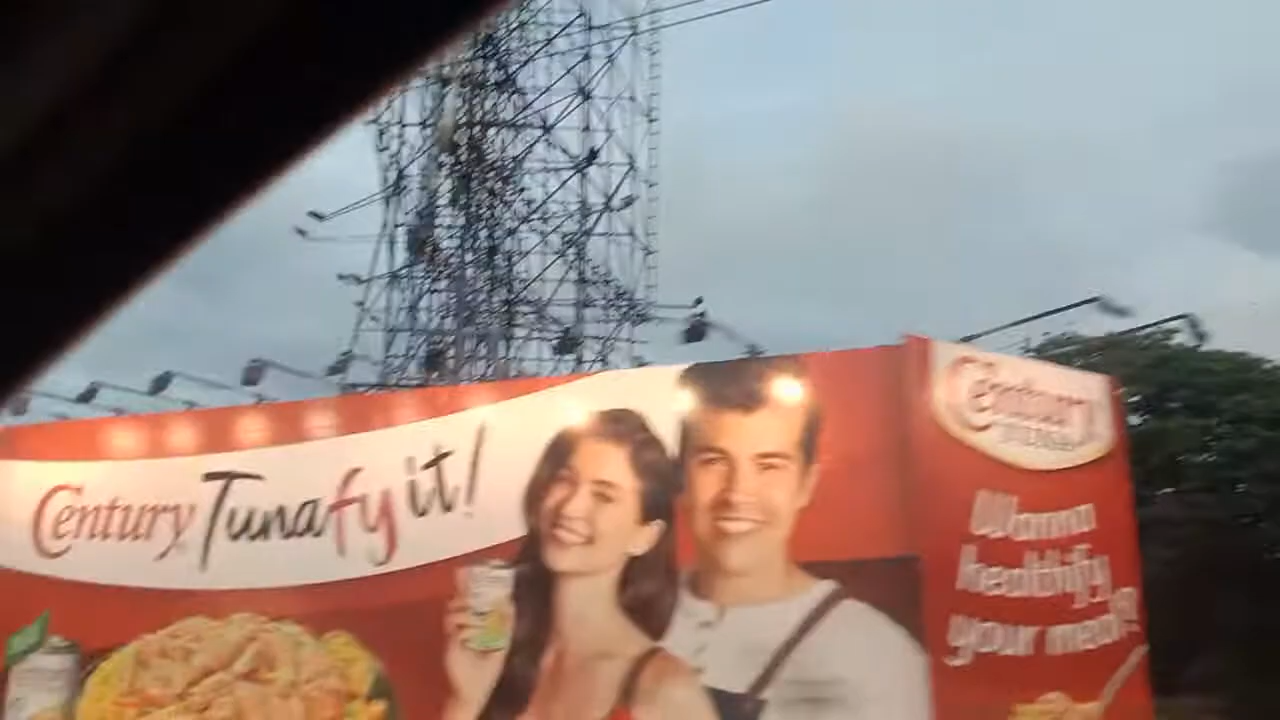 Century Tunafy it!
Century
Wanna
healthify
your meal?